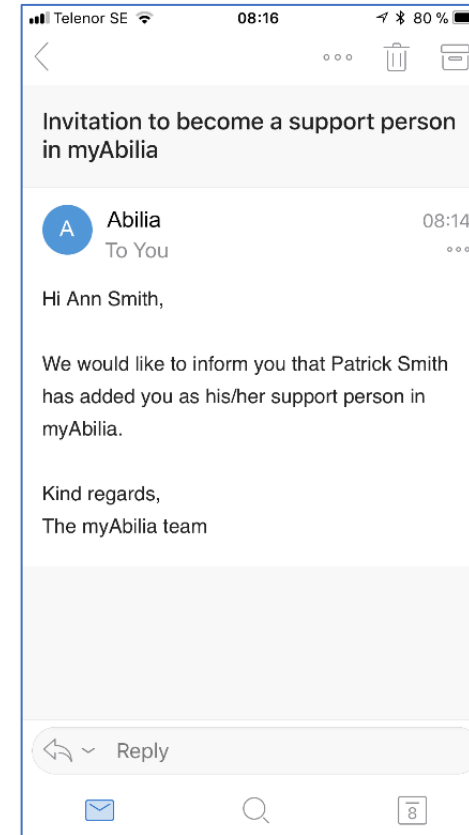 Telenor SE 08:16 80 %
Invitation to become a support person
in myAbilia
A Abilia 08:14
To You
Hi Ann Smith,
We would like to inform you that Patrick Smith
has added you as his/her support person in
myAbilia.
Kind regards,
The myAbilia team
Reply
8